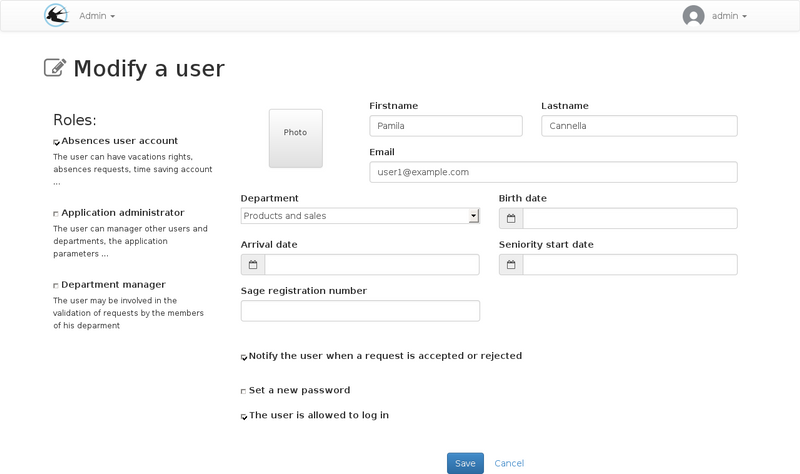 Admin
admin
Modify a user
Roles:
Absences user account
The user can have vacations rights,
absences requests, time saving account
...
Application administrator
The user can manager other users and
departments, the application
parameters ...
Department manager
The user may be involved in the
validation of requests by the members
of his deparment
Photo
Firstname
Pamila
Lastname
Cannella
Email
user1@example.com
Department
Products and sales
Birth date
Arrival date
Seniority start date
Sage registration number
Notify the user when a request is accepted or rejected
Set a new password
The user is allowed to log in
Save
Cancel